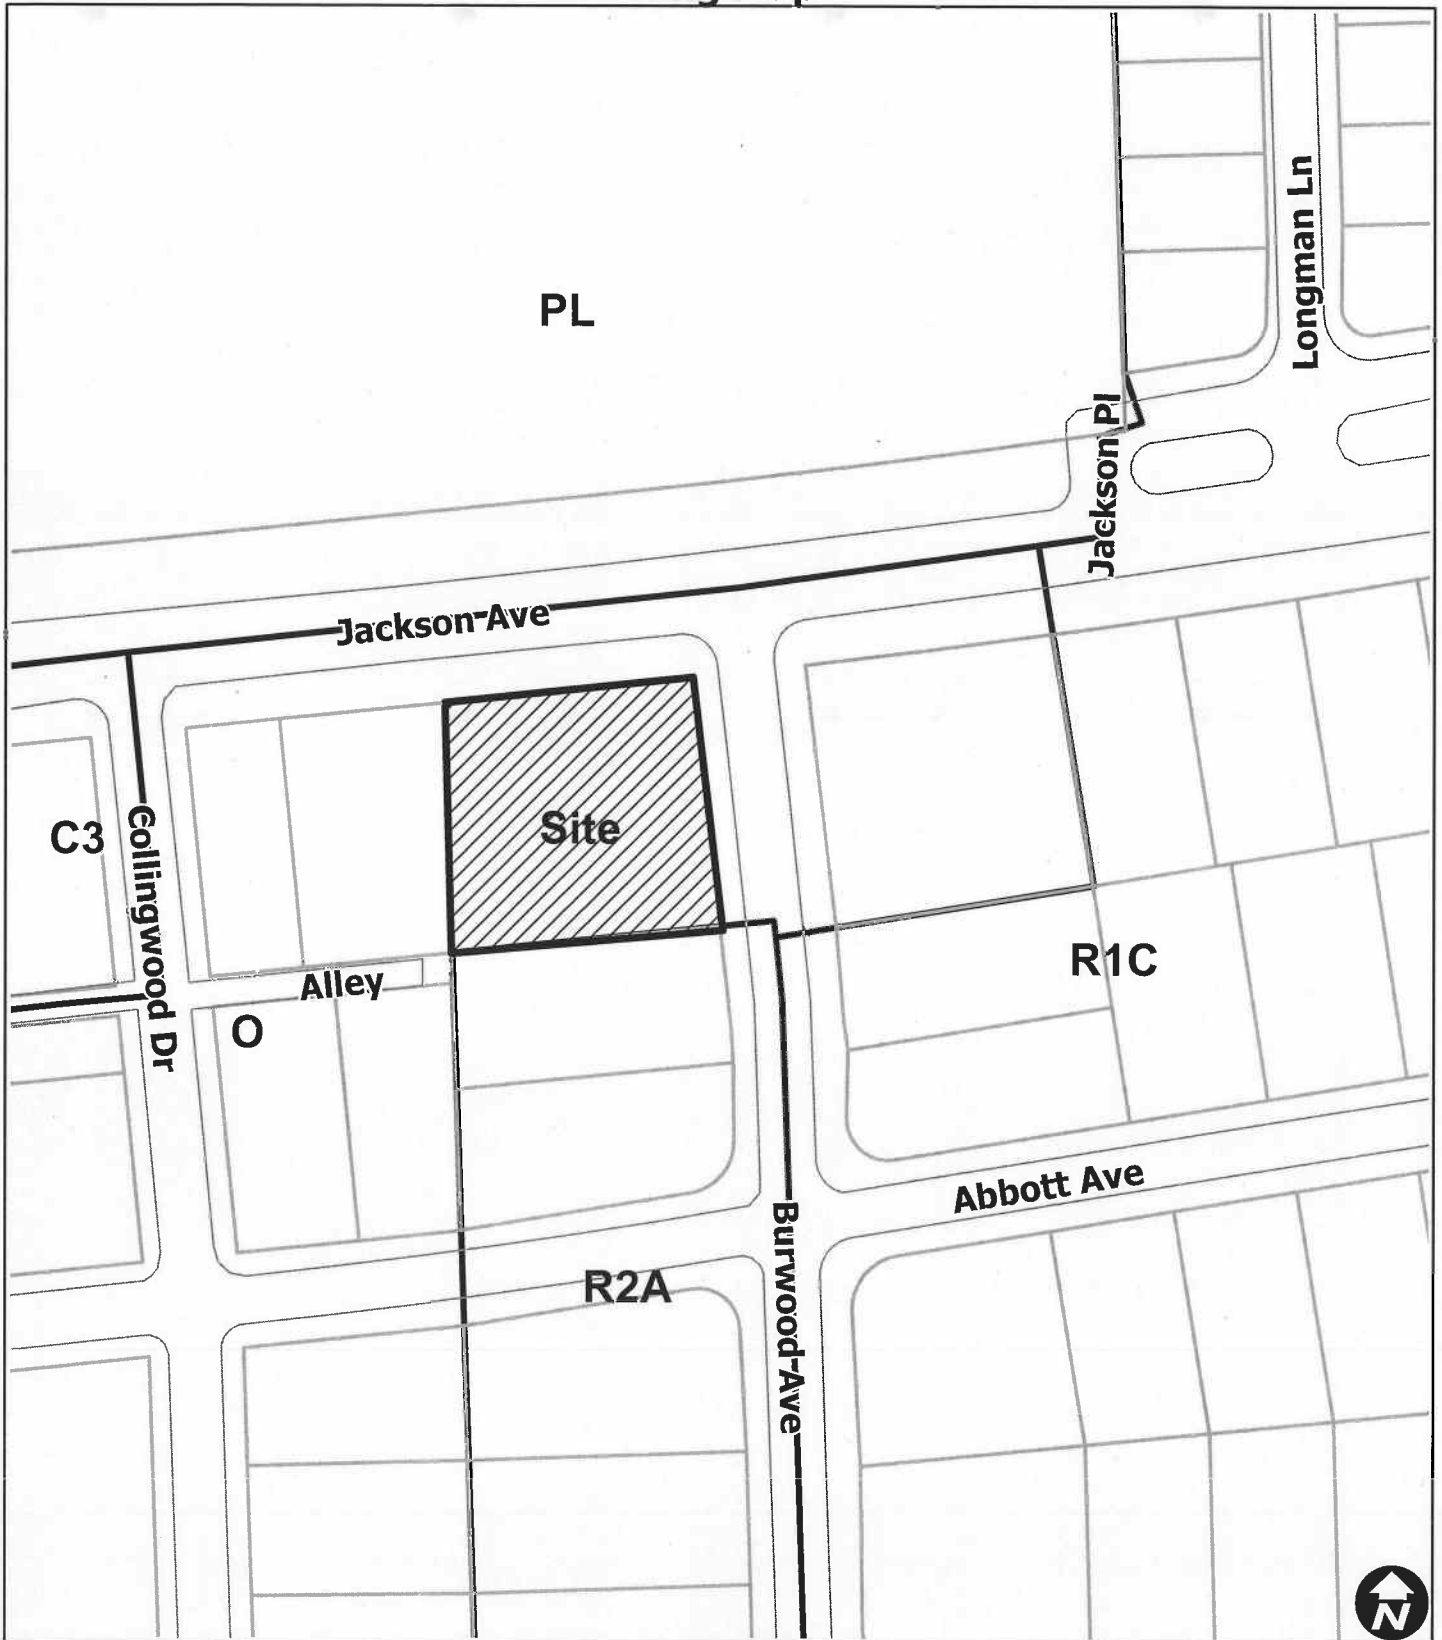 PL
Longman Ln
Jackson Pl
Jackson Ave
Site
C3
Collingwood Dr
Alley
O
R1C
Abbott Ave
R2A
Burwood Ave
N